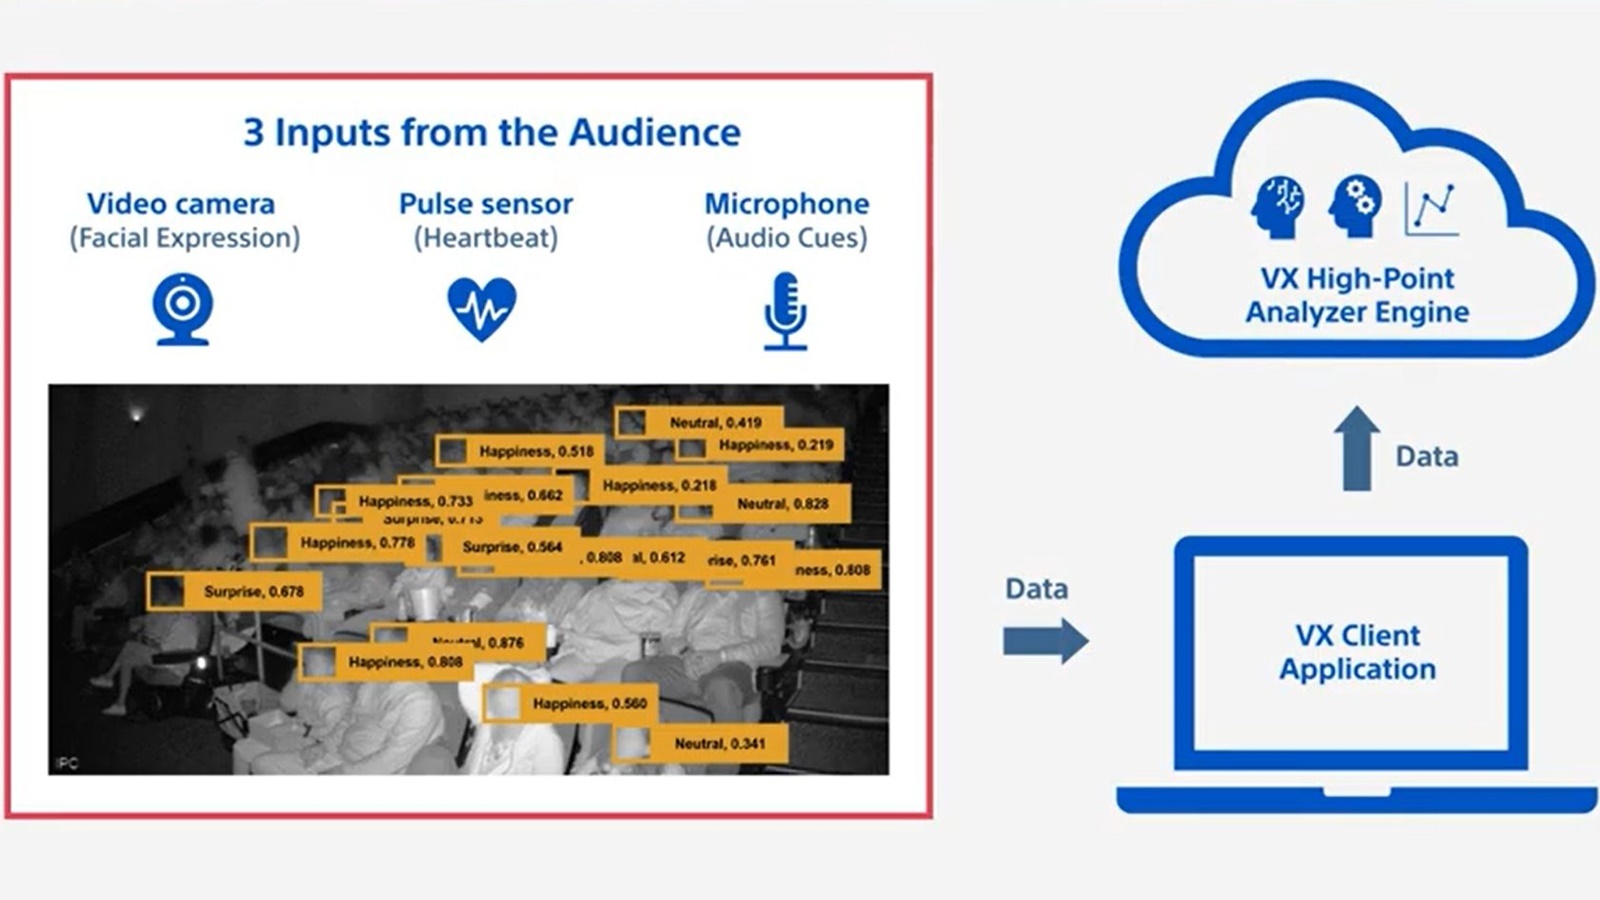 3 Inputs from the Audience
Video camera
(Facial Expression)
Pulse sensor
(Heartbeat)
Microphone
(Audio Cues)
Neutral, 0.419
Happiness, 0.219
Happiness, 0.518
Happiness, 0.218
iness, 0.662
Happiness, 0.733
Neutral, 0.828
Surprise, 0.713
Happiness, 0.778
Surprise, 0.564
, 0.808
al, 0.612
rise, 0.761
ness, 0.808
Surprise, 0.678
Neutral, 0.876
Happiness, 0.808
Happiness, 0.560
Neutral, 0.341
IPC
Data
VX High-Point
Analyzer Engine
Data
VX Client
Application